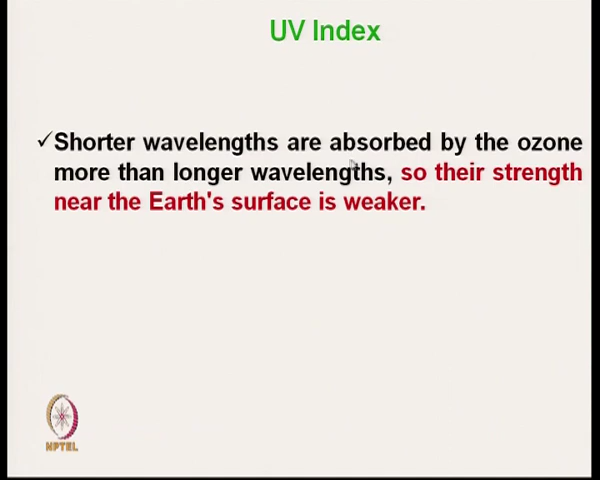 UV Index
✓Shorter wavelengths are absorbed by the ozone
more than longer wavelengths, so their strength
near the Earth's surface is weaker.
NPTEL